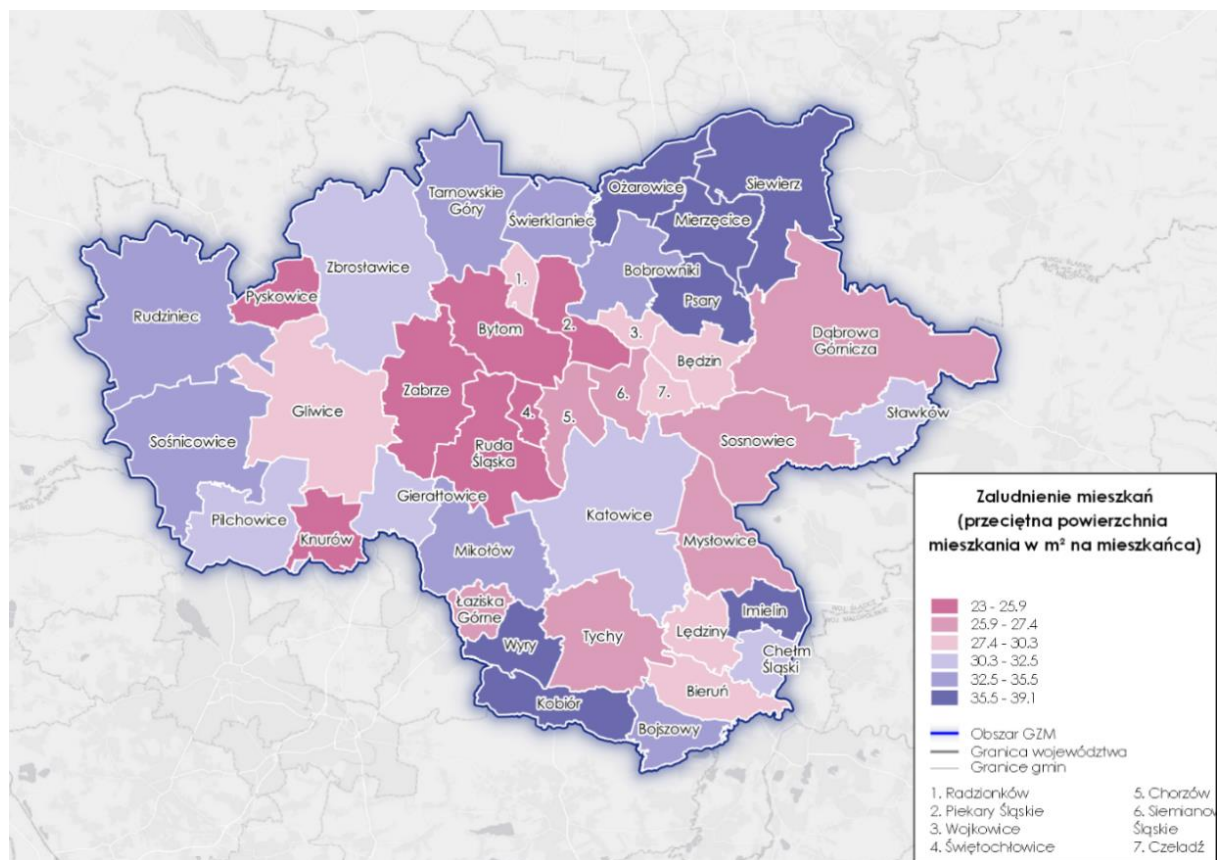 Tarnowskie
Góry
Ożarowice
Siewierz
Świerklaniec
Mierzęcice
Zbrosławice
Bobrowniki
1.
Pyskowice
Psary
Rudziniec
Bytom
2.
3.
Dąbrowa
Górnicza
Będzin
Zabrze
6.
7.
Gliwice
4.
5.
Sławków
Sośnicowice
Ruda
Śląska
Sosnowiec
Gierałtowice
Pilchowice
Katowice
Knurów
Mikołów
Mysłowice
Łaziska
Górne
Imielin
Wyry
Tychy
Lędziny
Chełm
Śląski
Bieruń
Kobiór
Bojszowy
Zaludnienie mieszkań
(przeciętna powierzchnia
mieszkania w m² na mieszkańca)
23 - 25.9
25.9 - 27.4
27.4 - 30.3
30.3 - 32.5
32.5 - 35.5
35.5 - 39.1
Obszar GZM
Granica województwa
Granice gmin
1. Radzionków
2. Piekary Śląskie
3. Wojkowice
4. Świętochłowice
5. Chorzów
6. Siemianow
Śląskie
7. Czeladź